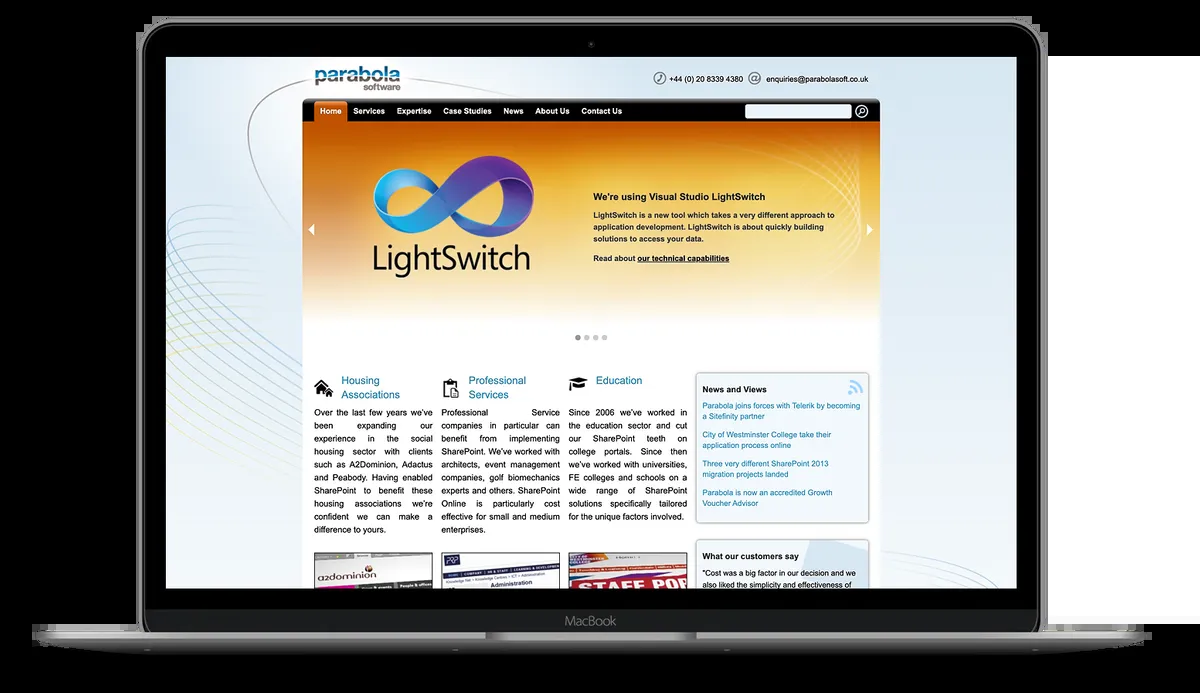 parabola
software
+44 (0) 20 8339 4380
@ enquiries@parabolasoft.co.uk
Home Services Expertise Case Studies News About Us Contact Us
LightSwitch
We're using Visual Studio LightSwitch
LightSwitch is a new tool which takes a very different approach to
application development. LightSwitch is about quickly building
solutions to access your data.
Read about our technical capabilities
Housing
Associations
Over the last few years we've
been expanding our
experience in the social
housing sector with clients
such as A2Dominion, Adactus
and Peabody. Having enabled
SharePoint to benefit these
housing associations we're
confident we can make a
difference to yours.
a2dominion
Professional
Services
Professional Service
companies in particular can
benefit from implementing
SharePoint. We've worked with
architects, event management
companies, golf biomechanics
experts and others. SharePoint
Online is particularly cost
effective for small and medium
enterprises.
Administration
Education
Since 2006 we've worked in
the education sector and cut
our SharePoint teeth on
college portals. Since then
we've worked with universities,
FE colleges and schools on a
wide range of SharePoint
solutions specifically tailored
for the unique factors involved.
STAFF POR
News and Views
Parabola joins forces with Telerik by becoming
a Sitefinity partner
City of Westminster College take their
application process online
Three very different SharePoint 2013
migration projects landed
Parabola is now an accredited Growth
Voucher Advisor
What our customers say
"Cost was a big factor in our decision and we
also liked the simplicity and effectiveness of
MacBook